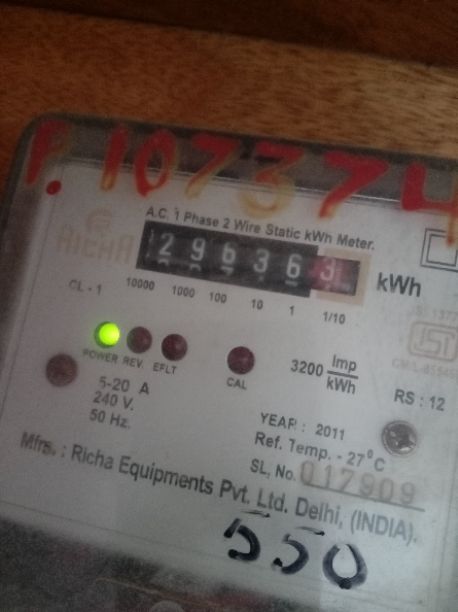 P 107374
A.C. 1 Phase 2 Wire Static kWh Meter.
RICHA
29636 3 kWh
CL - 1
10000 1000 100 10 1 1/10
POWER REV. EFLT
CAL
3200 Imp/kWh
5-20 A
240 V.
50 Hz.
RS : 12
YEAR : 2011
Ref. Temp. - 27°C
SL. No. 017909
Mfrs. : Richa Equipments Pvt. Ltd. Delhi, (INDIA).
550